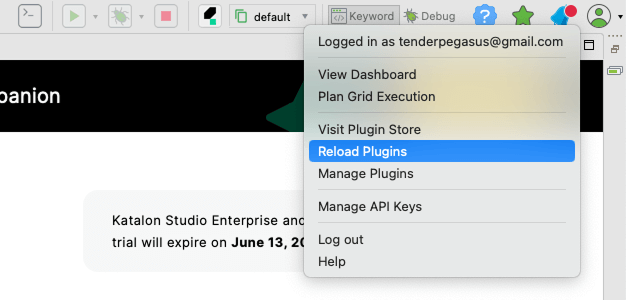 default
Keyword
Debug
Logged in as tenderpegasus@gmail.com
View Dashboard
Plan Grid Execution
Visit Plugin Store
Reload Plugins
Manage Plugins
Manage API Keys
Log out
Help
panion
Katalon Studio Enterprise and
trial will expire on June 13, 20